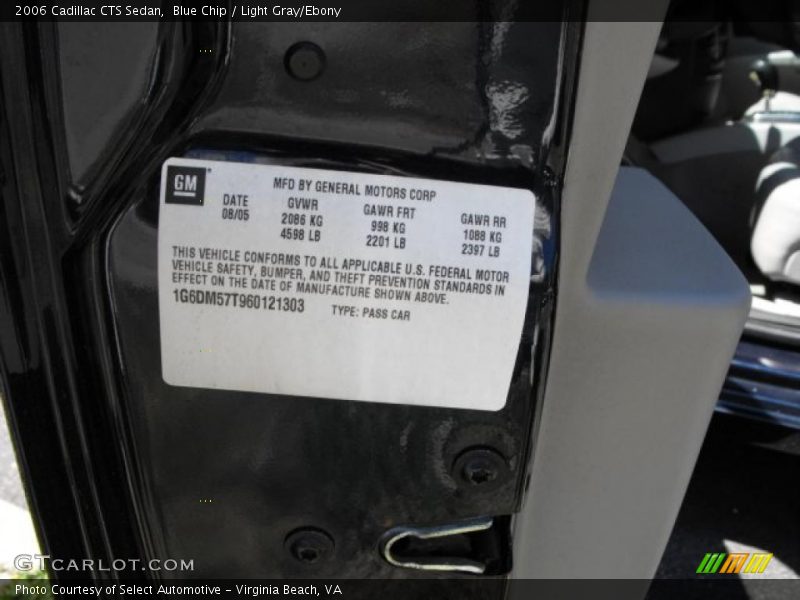 2006 Cadillac CTS Sedan,  Blue Chip / Light Gray/Ebony
GM
MFD BY GENERAL MOTORS CORP
DATE GVWR GAWR FRT GAWR RR
08/05 2086 KG 998 KG 1088 KG
4598 LB 2201 LB 2397 LB
THIS VEHICLE CONFORMS TO ALL APPLICABLE U.S. FEDERAL MOTOR
VEHICLE SAFETY, BUMPER, AND THEFT PREVENTION STANDARDS IN
EFFECT ON THE DATE OF MANUFACTURE SHOWN ABOVE.
1G6DM57T960121303 TYPE: PASS CAR
GTCARLOT.COM
Photo Courtesy of Select Automotive - Virginia Beach, VA